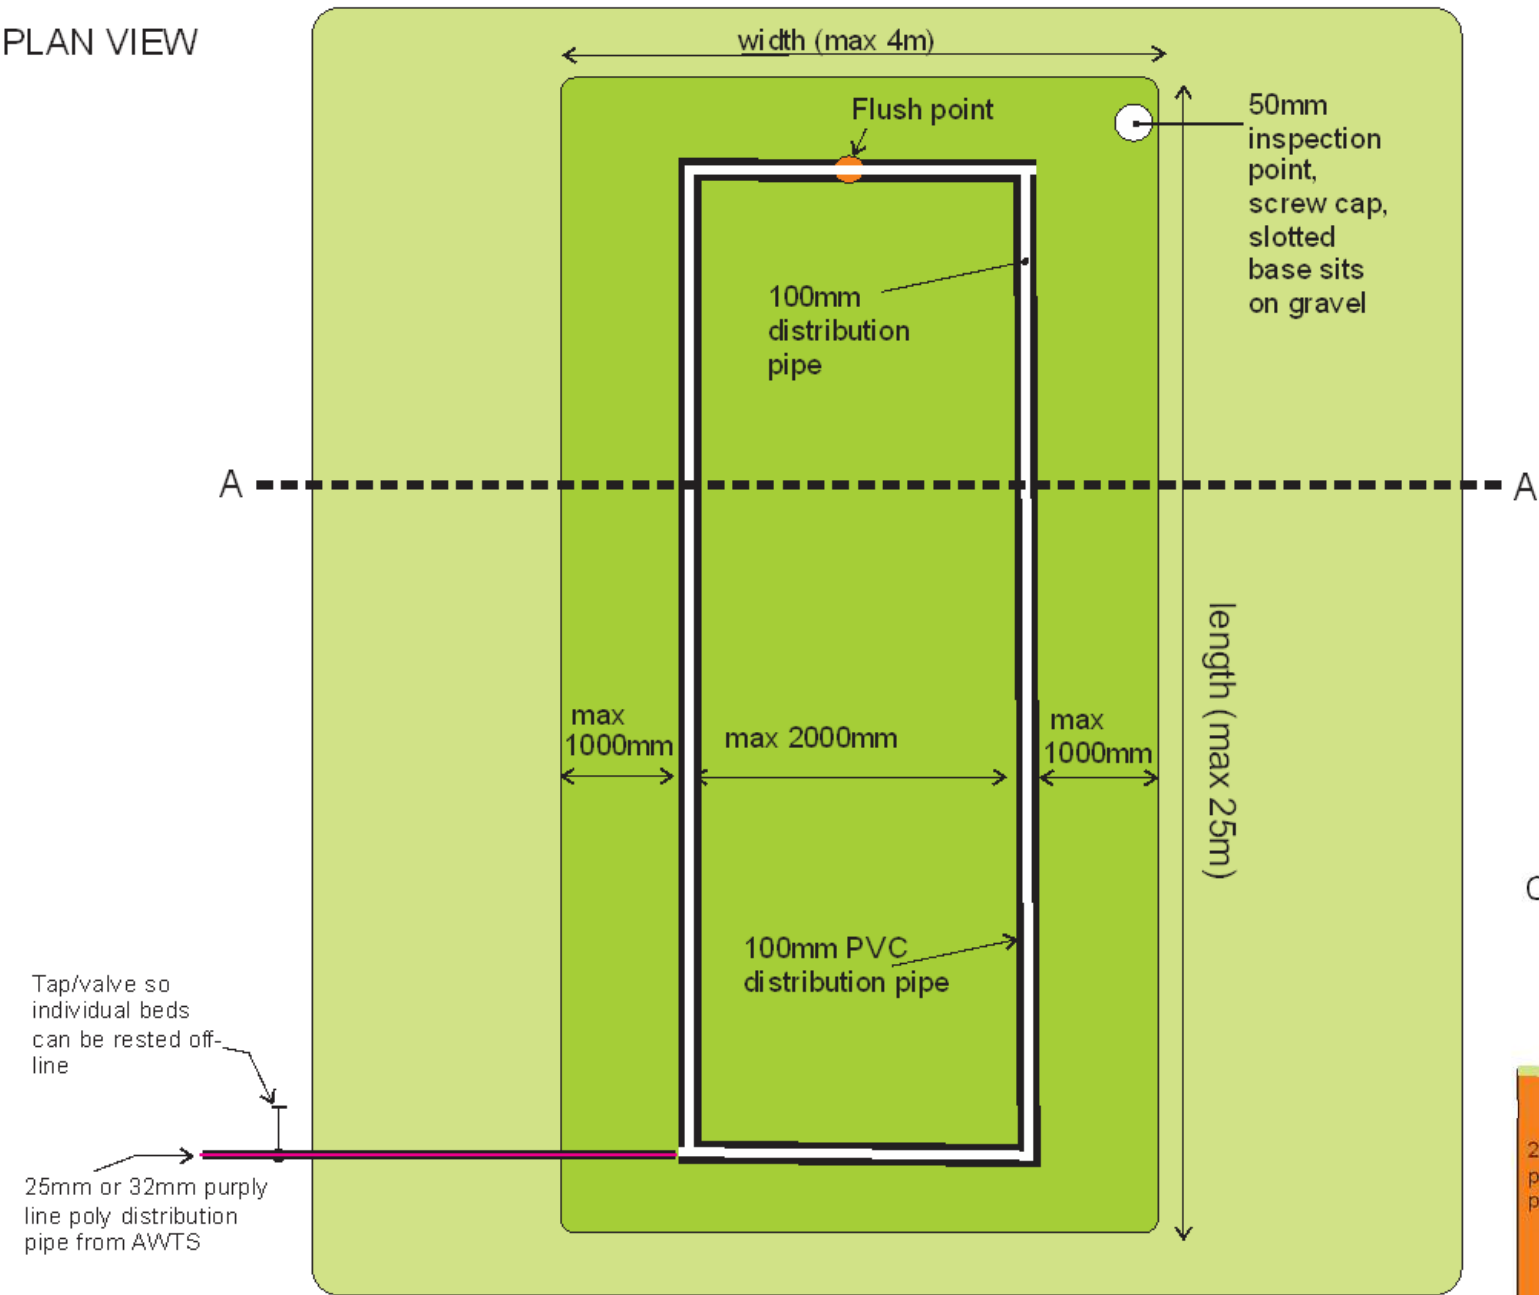 PLAN VIEW
width (max 4m)
Flush point
50mm
inspection
point,
screw cap,
slotted
base sits
on gravel
100mm
distribution
pipe
A
A
length (max 25m)
max
1000mm
max 2000mm
max
1000mm
100mm PVC
distribution pipe
Tap/valve so
individual beds
can be rested off-
line
25mm or 32mm purply
line poly distribution
pipe from AWTS